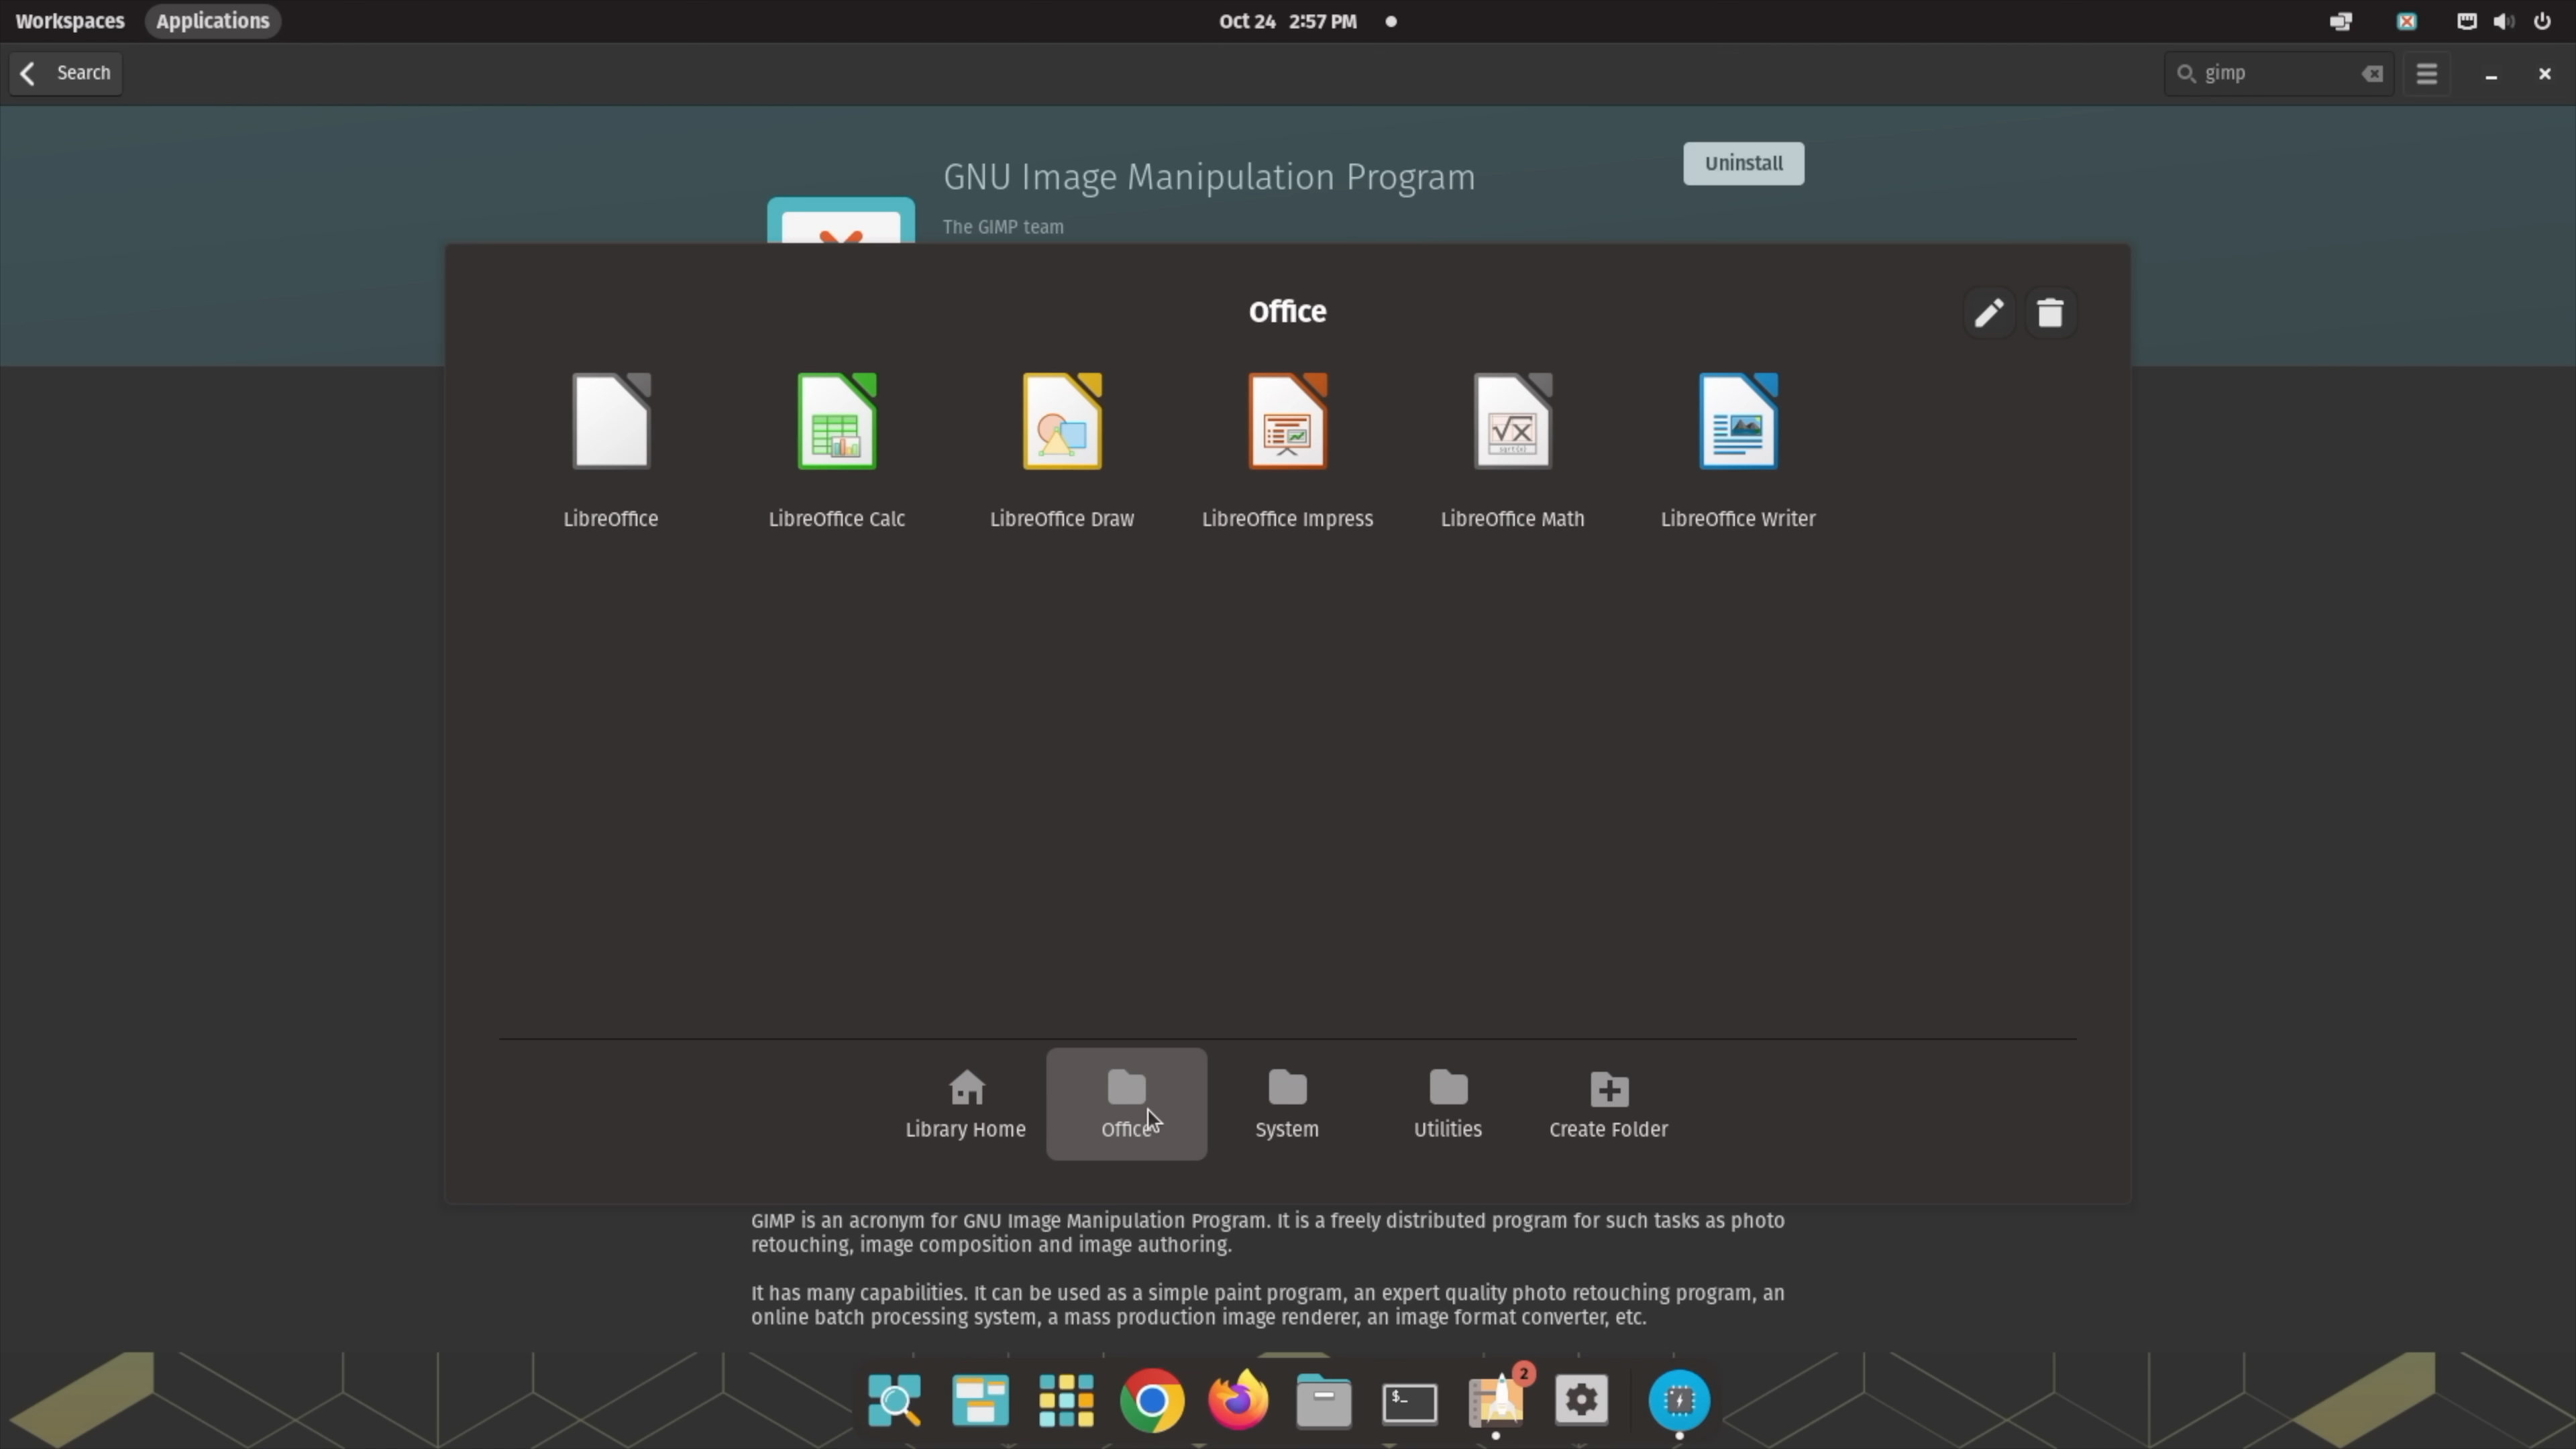 Workspaces
Applications
Oct 24 2:57 PM
Search
gimp
GNU Image Manipulation Program
Uninstall
The GIMP team
Office
sqrt(x)
LibreOffice
LibreOffice Calc
LibreOffice Draw
LibreOffice Impress
LibreOffice Math
LibreOffice Writer
Library Home
Office
System
Utilities
Create Folder
GIMP is an acronym for GNU Image Manipulation Program. It is a freely distributed program for such tasks as photo
retouching, image composition and image authoring.
It has many capabilities. It can be used as a simple paint program, an expert quality photo retouching program, an
online batch processing system, a mass production image renderer, an image format converter, etc.
$_
2